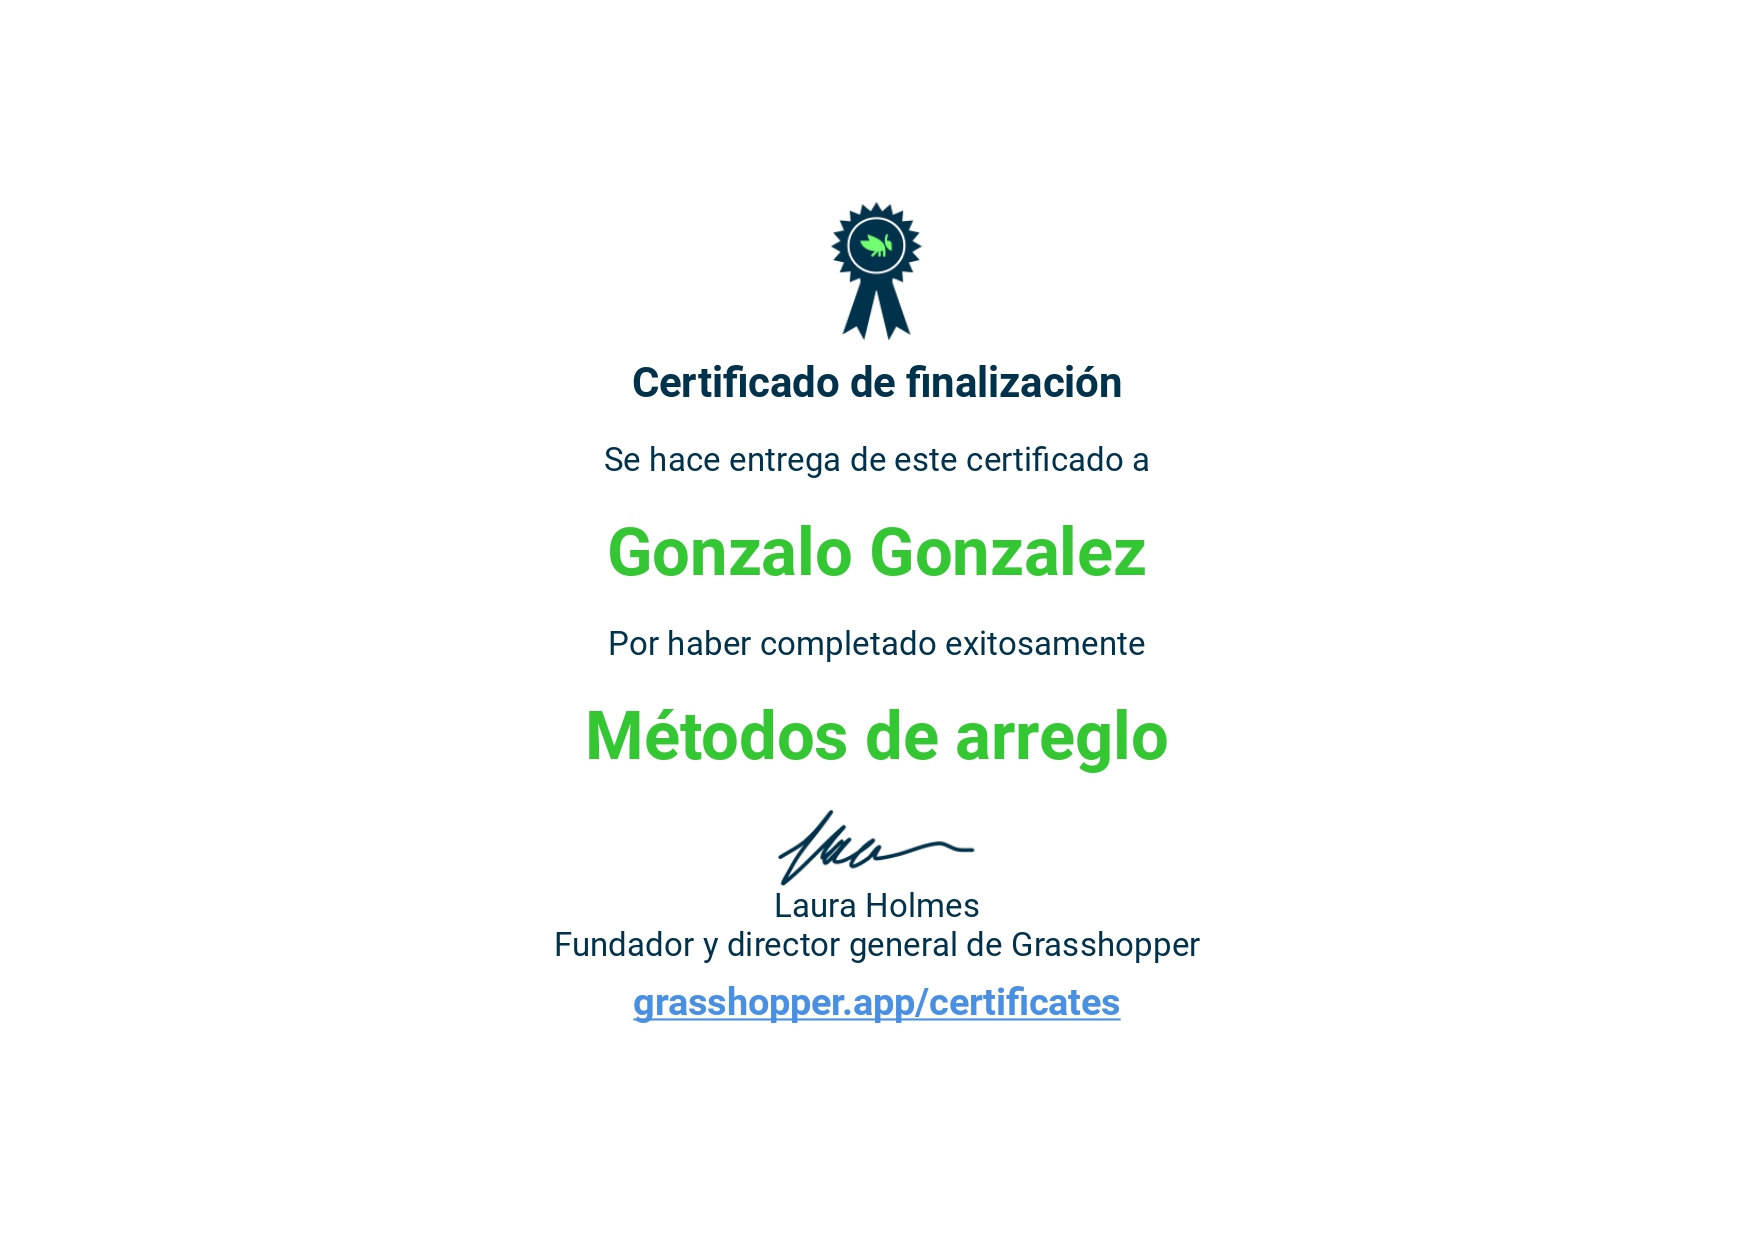 Certificado de finalización
Se hace entrega de este certificado a
Gonzalo Gonzalez
Por haber completado exitosamente
Métodos de arreglo
Laura Holmes
Fundador y director general de Grasshopper
grasshopper.app/certificates